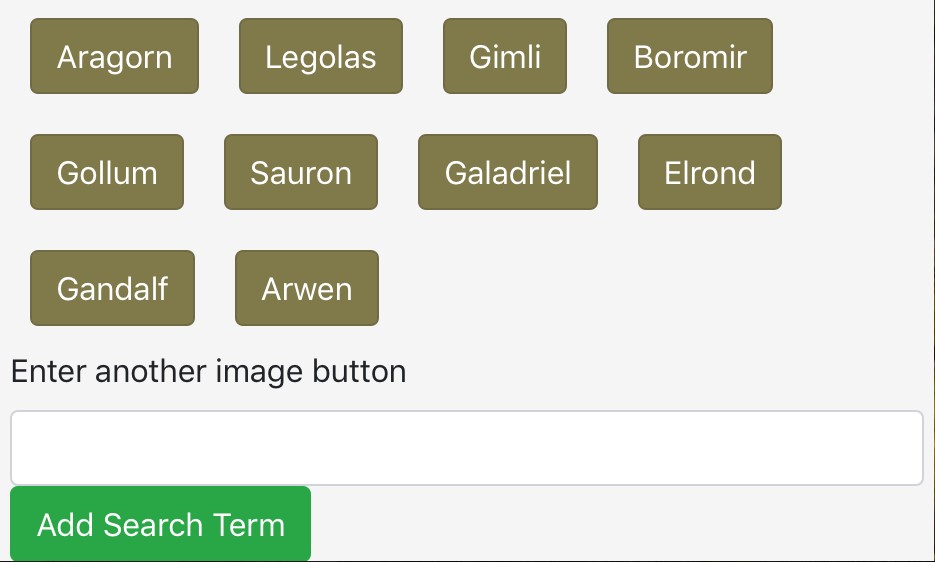 Aragorn Legolas Gimli Boromir
Gollum Sauron Galadriel Elrond
Gandalf Arwen
Enter another image button
Add Search Term